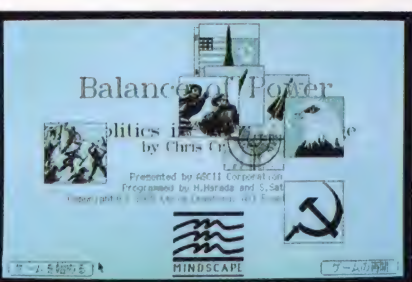 Balance of Power
by Chris
Presented by ASCII Corporation
Programmed by H.Harada and S.Sat
MINDSCAPE
ゲームを始める
ゲームの再開